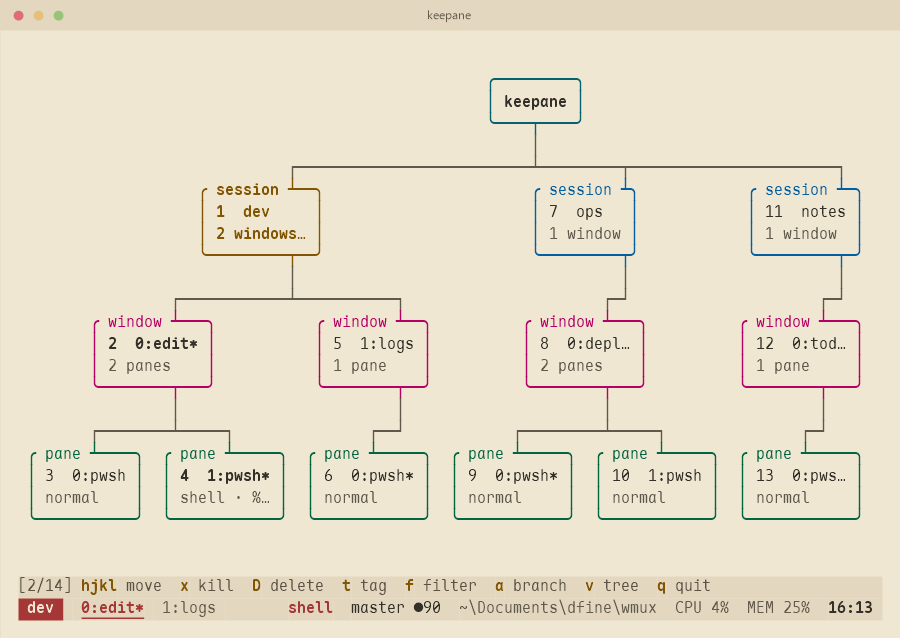 keepane
keepane
session session session
1 dev 7 ops 11 notes
2 windows… 1 window 1 window
window window window window
2 0:edit* 5 1:logs 8 0:depl… 12 0:tod…
2 panes 1 pane 2 panes 1 pane
pane pane pane pane pane pane
3 0:pwsh 4 1:pwsh* 6 0:pwsh* 9 0:pwsh* 10 1:pwsh 13 0:pws…
normal shell · %… normal normal normal normal
[2/14] hjkl move x kill D delete t tag f filter a branch v tree q quit
dev 0:edit* 1:logs shell master ●90 ~\Documents\dfine\wmux CPU 4% MEM 25% 16:13